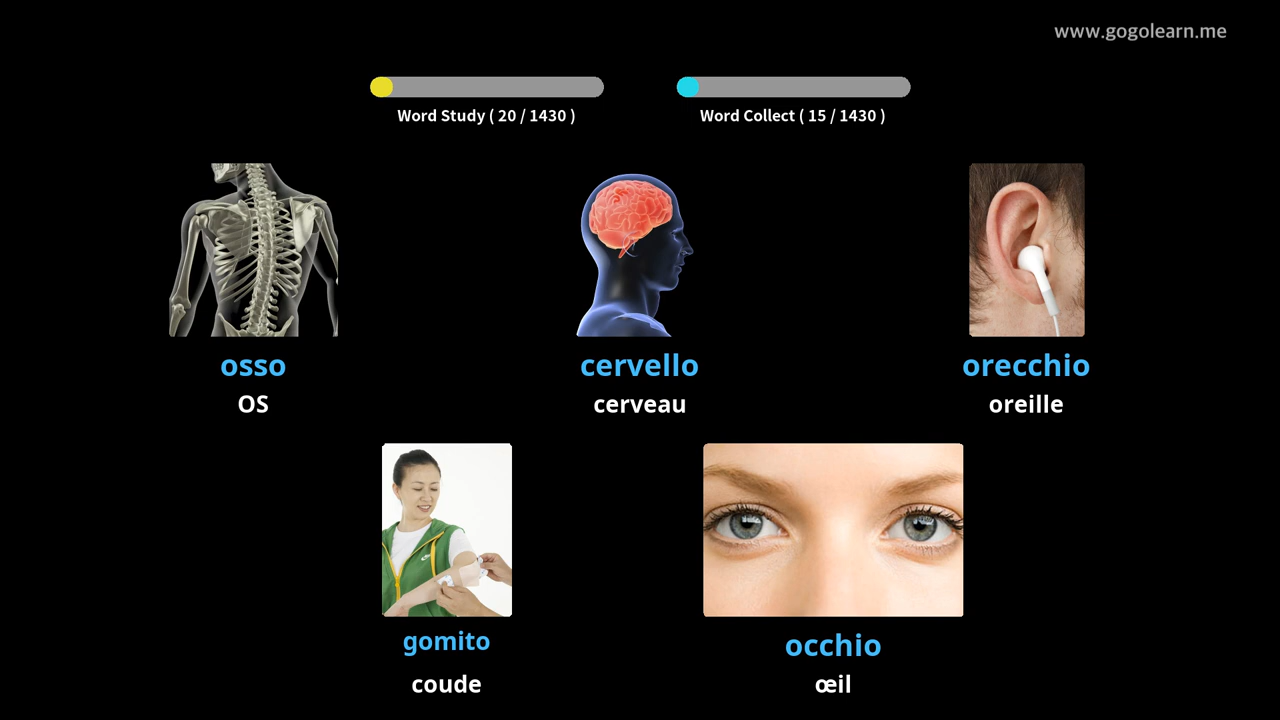 www.gogolearn.me
Word Study ( 20 / 1430 )
Word Collect ( 15 / 1430 )
osso
os
cervello
cerveau
orecchio
oreille
gomito
coude
occhio
œil